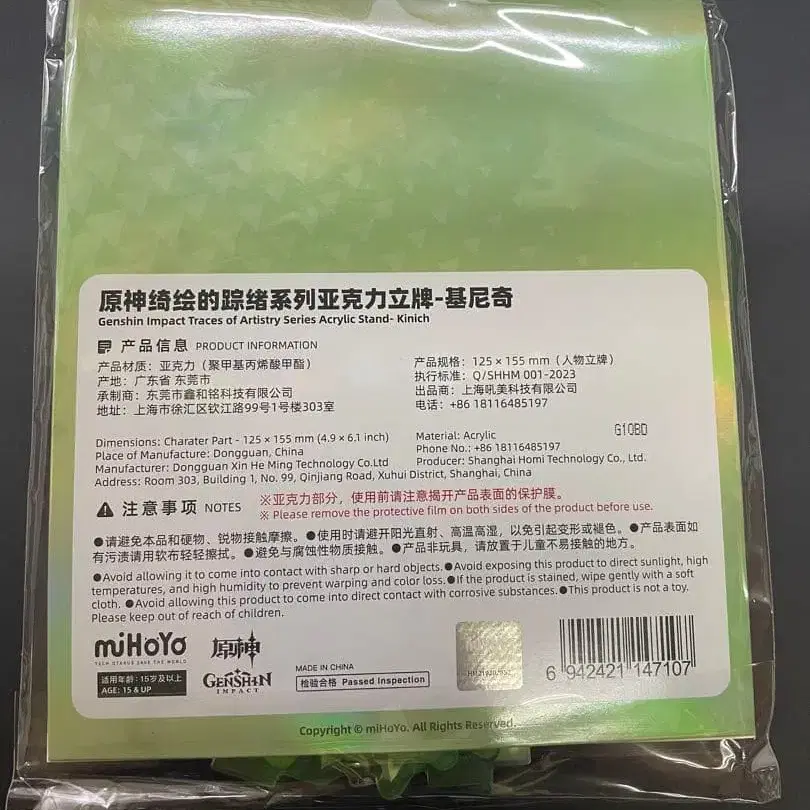 原神绮绘的踪绪系列亚克力立牌-基尼奇
Genshin Impact Traces of Artistry Series Acrylic Stand- Kinich
产品信息 PRODUCT INFORMATION
产品材质：亚克力（聚甲基丙烯酸甲酯）
产地：广东省 东莞市
承制商：东莞市鑫和铭科技有限公司
地址：上海市徐汇区钦江路99号1号楼303室
产品规格：125 × 155 mm（人物立牌）
执行标准：Q/SHHM 001-2023
出品商：上海吼美科技有限公司
电话：+86 18116485197
Dimensions: Charater Part - 125 × 155 mm (4.9 × 6.1 inch)
Place of Manufacture: Dongguan, China
Manufacturer: Dongguan Xin He Ming Technology Co.Ltd
Address: Room 303, Building 1, No. 99, Qinjiang Road, Xuhui District, Shanghai, China
Material: Acrylic
Phone No.: +86 18116485197
Producer: Shanghai Homi Technology Co., Ltd.
G10BD
注意事项 NOTES
※亚克力部分，使用前请注意揭开产品表面的保护膜。
※ Please remove the protective film on both sides of the product before use.
●请避免本品和硬物、锐物接触摩擦。●使用时请避开阳光直射、高温高湿，以免引起变形或褪色。●产品表面如
有污渍请用软布轻轻擦拭。●避免与腐蚀性物质接触。●产品非玩具，请放置于儿童不易接触的地方。
●Avoid allowing it to come into contact with sharp or hard objects.●Avoid exposing this product to direct sunlight, high
temperatures, and high humidity to prevent warping and color loss.●If the product is stained, wipe gently with a soft
cloth. ●Avoid allowing this product to come into direct contact with corrosive substances.●This product is not a toy.
Please keep out of reach of children.
miHoYo
TECH OTAKUS SAVE THE WORLD
适用年龄：15岁及以上
AGE: 15 & UP
原神
GENSHIN
IMPACT
MADE IN CHINA
检验合格 Passed Inspection
6 942421 147107
Copyright © miHoYo. All Rights Reserved.